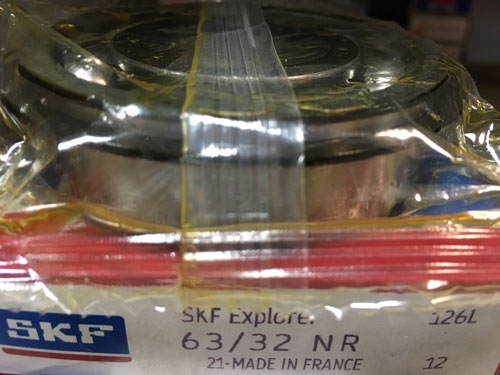 SKF
SKF Explorer 126L
63/32 NR
21-MADE IN FRANCE 12